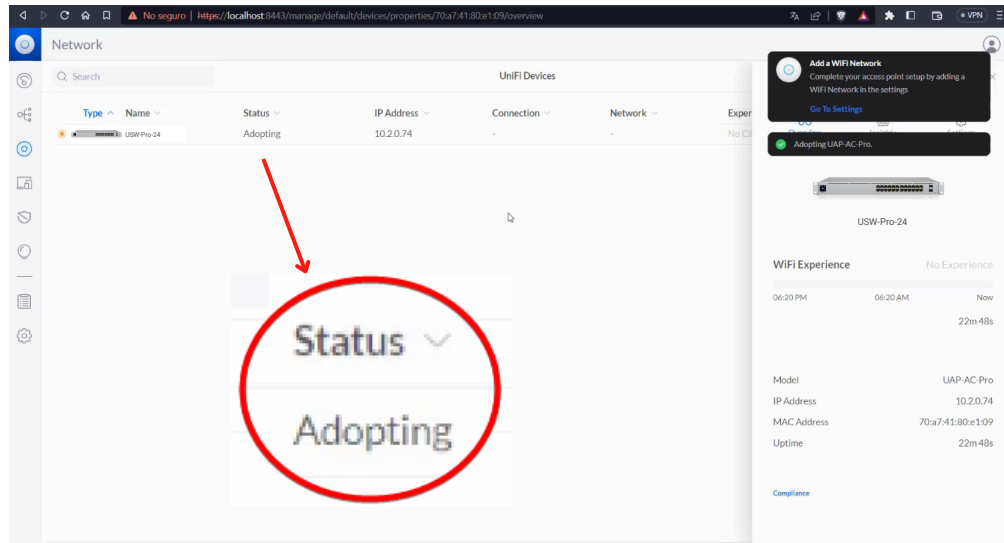 No seguro https://localhost:8443/manage/default/devices/properties/70:a7:41:80:e1:09/overview
VPN
Network
Search
UniFi Devices
Type Name Status IP Address Connection Network Exper
USW-Pro-24 Adopting 10.2.0.74 - - No Cl
Add a WiFi Network
Complete your access point setup by adding a
WiFi Network in the settings
Go To Settings
Adopting UAP-AC-Pro.
USW-Pro-24
WiFi Experience No Experience
06:20 PM 06:20 AM Now
22m 48s
Model UAP-AC-Pro
IP Address 10.2.0.74
MAC Address 70:a7:41:80:e1:09
Uptime 22m 48s
Compliance
Status
Adopting